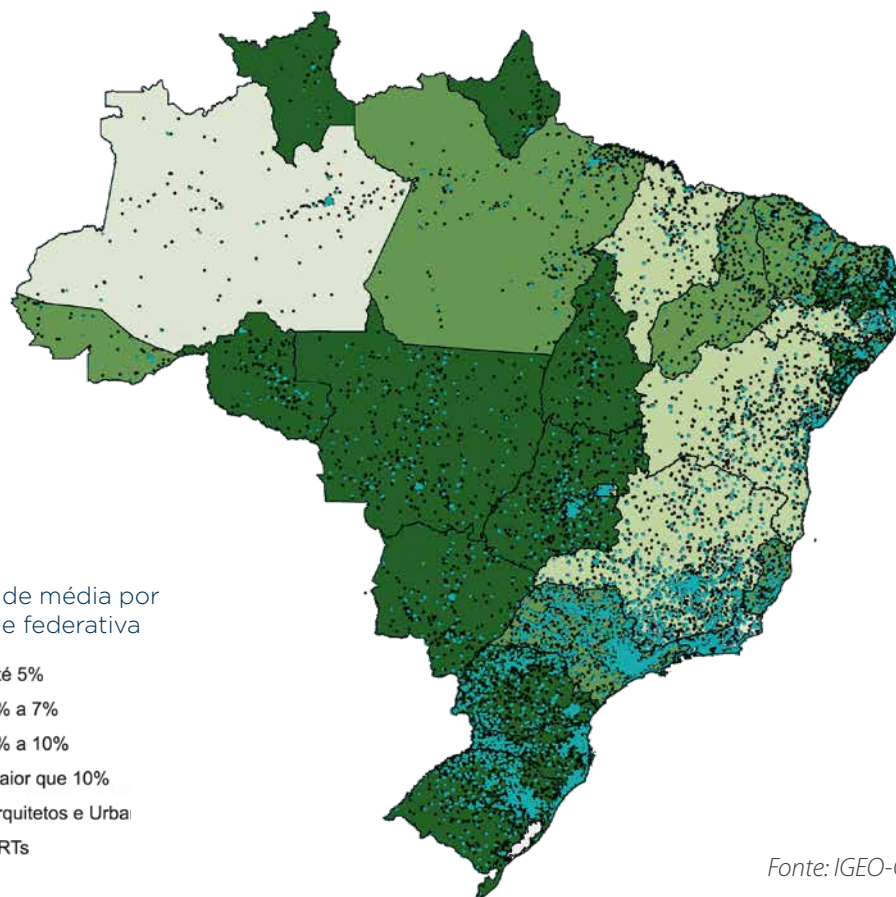 de média por
e federativa
té 5%
% a 7%
% a 10%
aior que 10%
rquitetos e Urba
RTs
Fonte: IGEO-